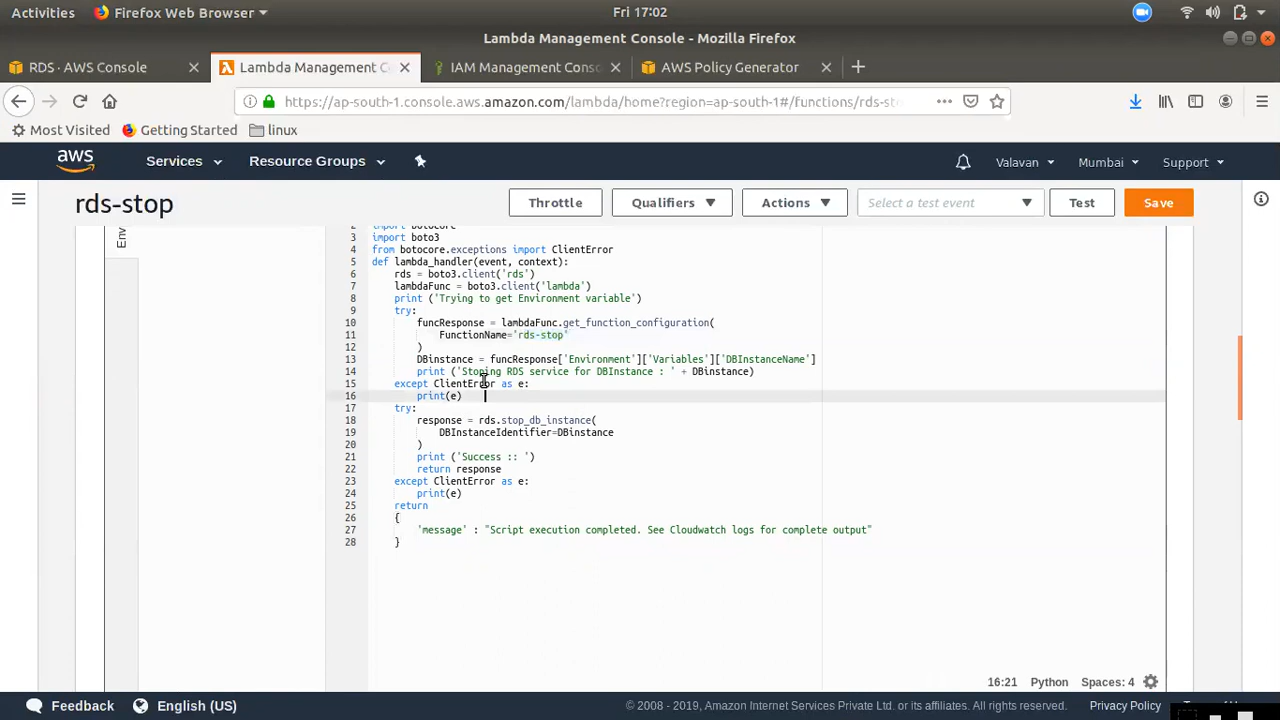 Activities Firefox Web Browser Fri 17:02
Lambda Management Console - Mozilla Firefox
RDS · AWS Console Lambda Management C IAM Management Cons AWS Policy Generator
https://ap-south-1.console.aws.amazon.com/lambda/home?region=ap-south-1#/functions/rds-st
Most Visited Getting Started linux
aws Services Resource Groups Valavan Mumbai Support
rds-stop Throttle Qualifiers Actions Select a test event Test Save
Env
2 import botocore
3 import boto3
4 from botocore.exceptions import ClientError
5 def lambda_handler(event, context):
6 rds = boto3.client('rds')
7 lambdaFunc = boto3.client('lambda')
8 print ('Trying to get Environment variable')
9 try:
10 funcResponse = lambdaFunc.get_function_configuration(
11 FunctionName='rds-stop'
12 )
13 DBinstance = funcResponse['Environment']['Variables']['DBInstanceName']
14 print ('Stoping RDS service for DBInstance : ' + DBinstance)
15 except ClientError as e:
16 print(e)
17 try:
18 response = rds.stop_db_instance(
19 DBInstanceIdentifier=DBinstance
20 )
21 print ('Success :: ')
22 return response
23 except ClientError as e:
24 print(e)
25 return
26 {
27 'message' : "Script execution completed. See Cloudwatch logs for complete output"
28 }
16:21 Python Spaces: 4
Feedback English (US) © 2008 - 2019, Amazon Internet Services Private Ltd. or its affiliates. All rights reserved. Privacy Policy